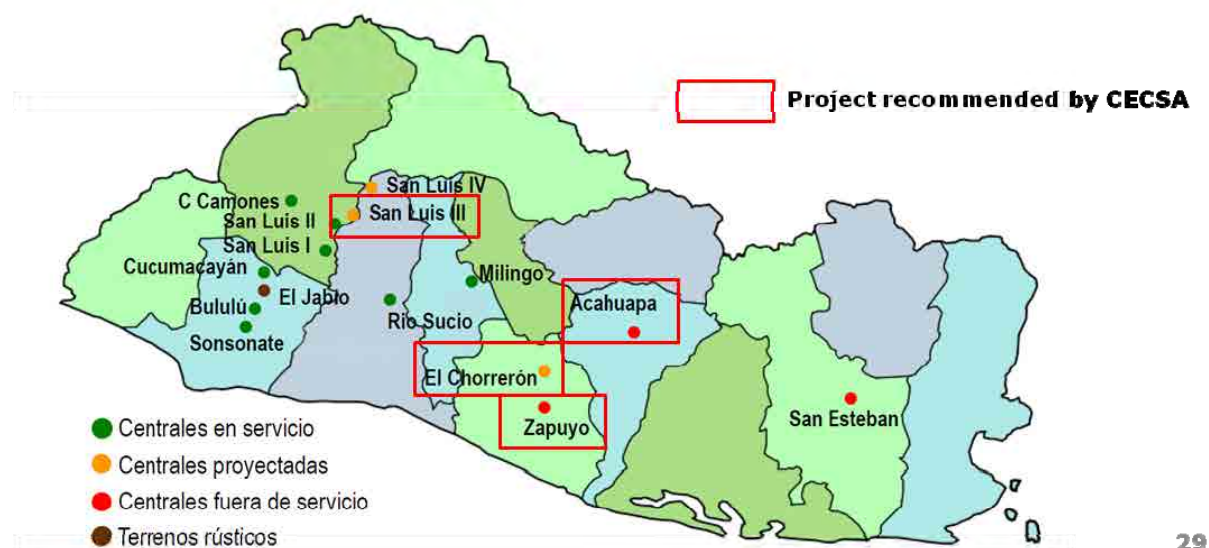 Project recommended by CECSA
San Luis IV
C Camones
San Luis III
San Luis II
San Luis I
Cucumacayán
Milingo
El Jabio
Acahuapa
Bululú
Río Sucio
Sonsonate
El Chorrerón
San Esteban
Zapuyo
Centrales en servicio
Centrales proyectadas
Centrales fuera de servicio
Terrenos rústicos
29